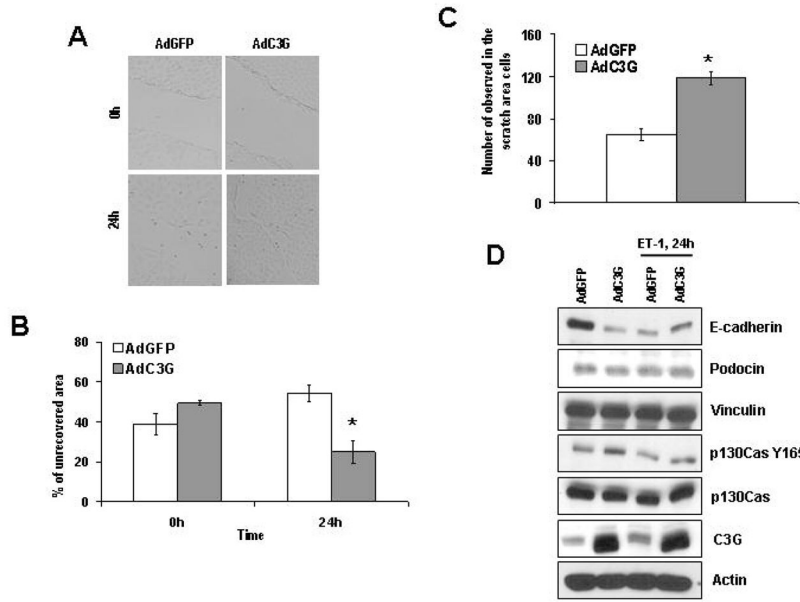 A
AdGFP AdC3G
0h
24h
B
% of unrecovered area
80
60
40
20
0
AdGFP
AdC3G
*
0h 24h
Time
C
Number of observed in the
scratch area cells
160
120
80
40
0
AdGFP
AdC3G
*
D
ET-1, 24h
AdGFP AdC3G AdGFP AdC3G
E-cadherin
Podocin
Vinculin
p130Cas Y165
p130Cas
C3G
Actin